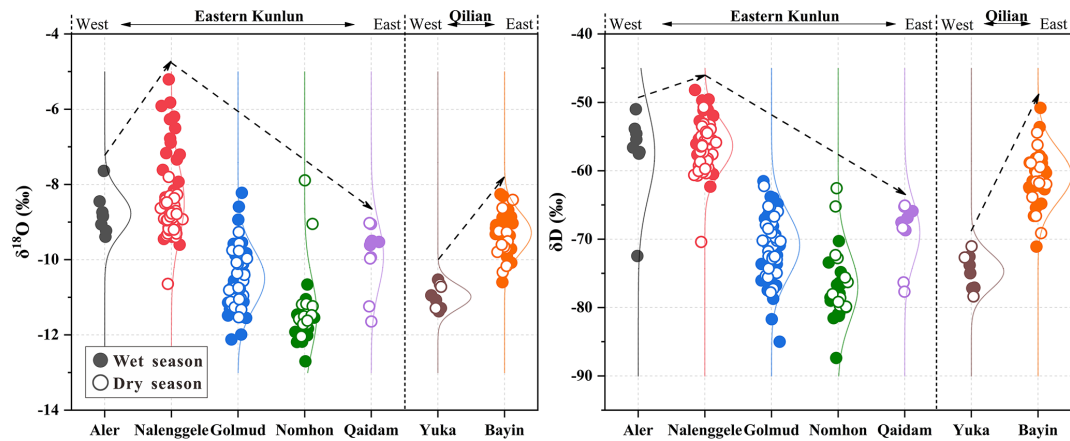 Eastern Kunlun
Qilian
West
East
West
East
-4
-6
-8
-10
-12
-14
δ18O (‰)
Wet season
Dry season
Aler
Nalenggele
Golmud
Nomhon
Qaidam
Yuka
Bayin
Eastern Kunlun
Qilian
West
East
West
East
-40
-50
-60
-70
-80
-90
δD (‰)
Aler
Nalenggele
Golmud
Nomhon
Qaidam
Yuka
Bayin